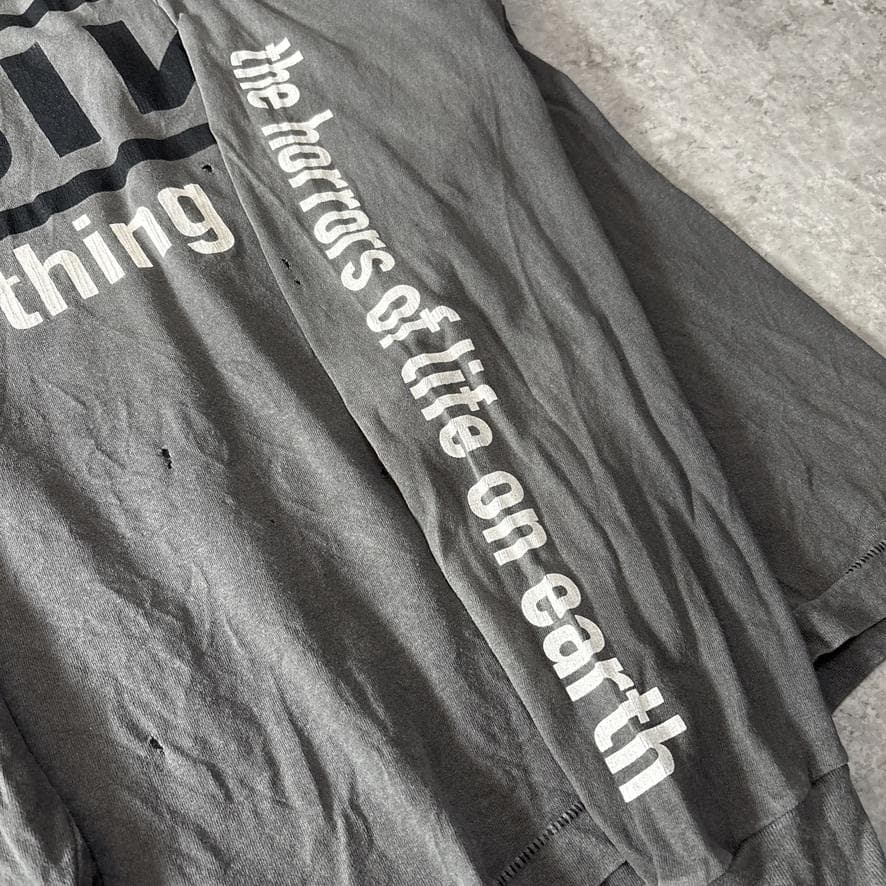 thing
the horrors of life on earth